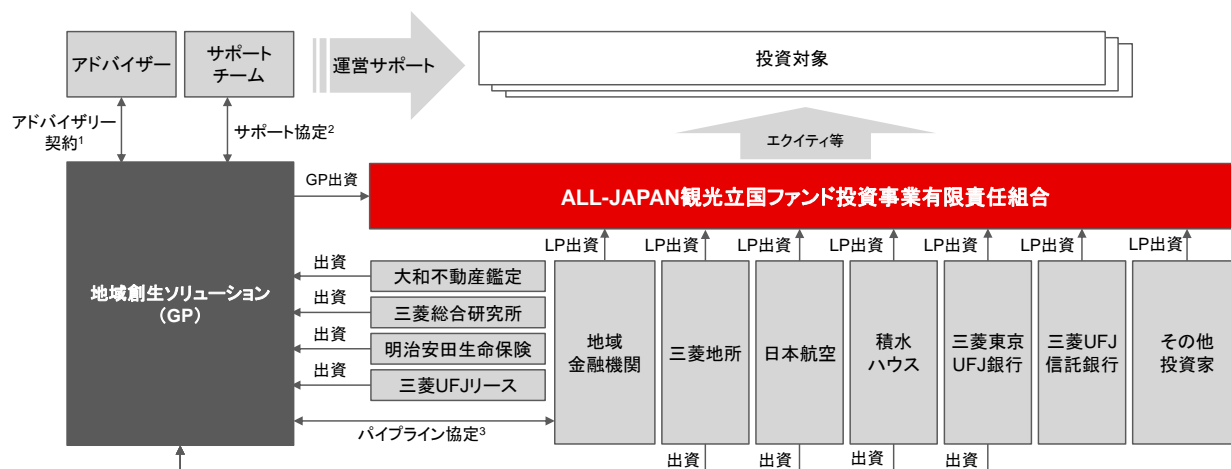 アドバイザー
サポート
チーム
運営サポート
投資対象
アドバイザリー
契約1
サポート協定2
エクイティ等
GP出資
ALL-JAPAN観光立国ファンド投資事業有限責任組合
LP出資
LP出資
LP出資
LP出資
LP出資
LP出資
LP出資
地域創生ソリューション
（GP）
出資
大和不動産鑑定
出資
三菱総合研究所
出資
明治安田生命保険
出資
三菱UFJリース
地域
金融機関
三菱地所
日本航空
積水
ハウス
三菱東京
UFJ銀行
三菱UFJ
信託銀行
その他
投資家
パイプライン協定3
出資
出資
出資
出資